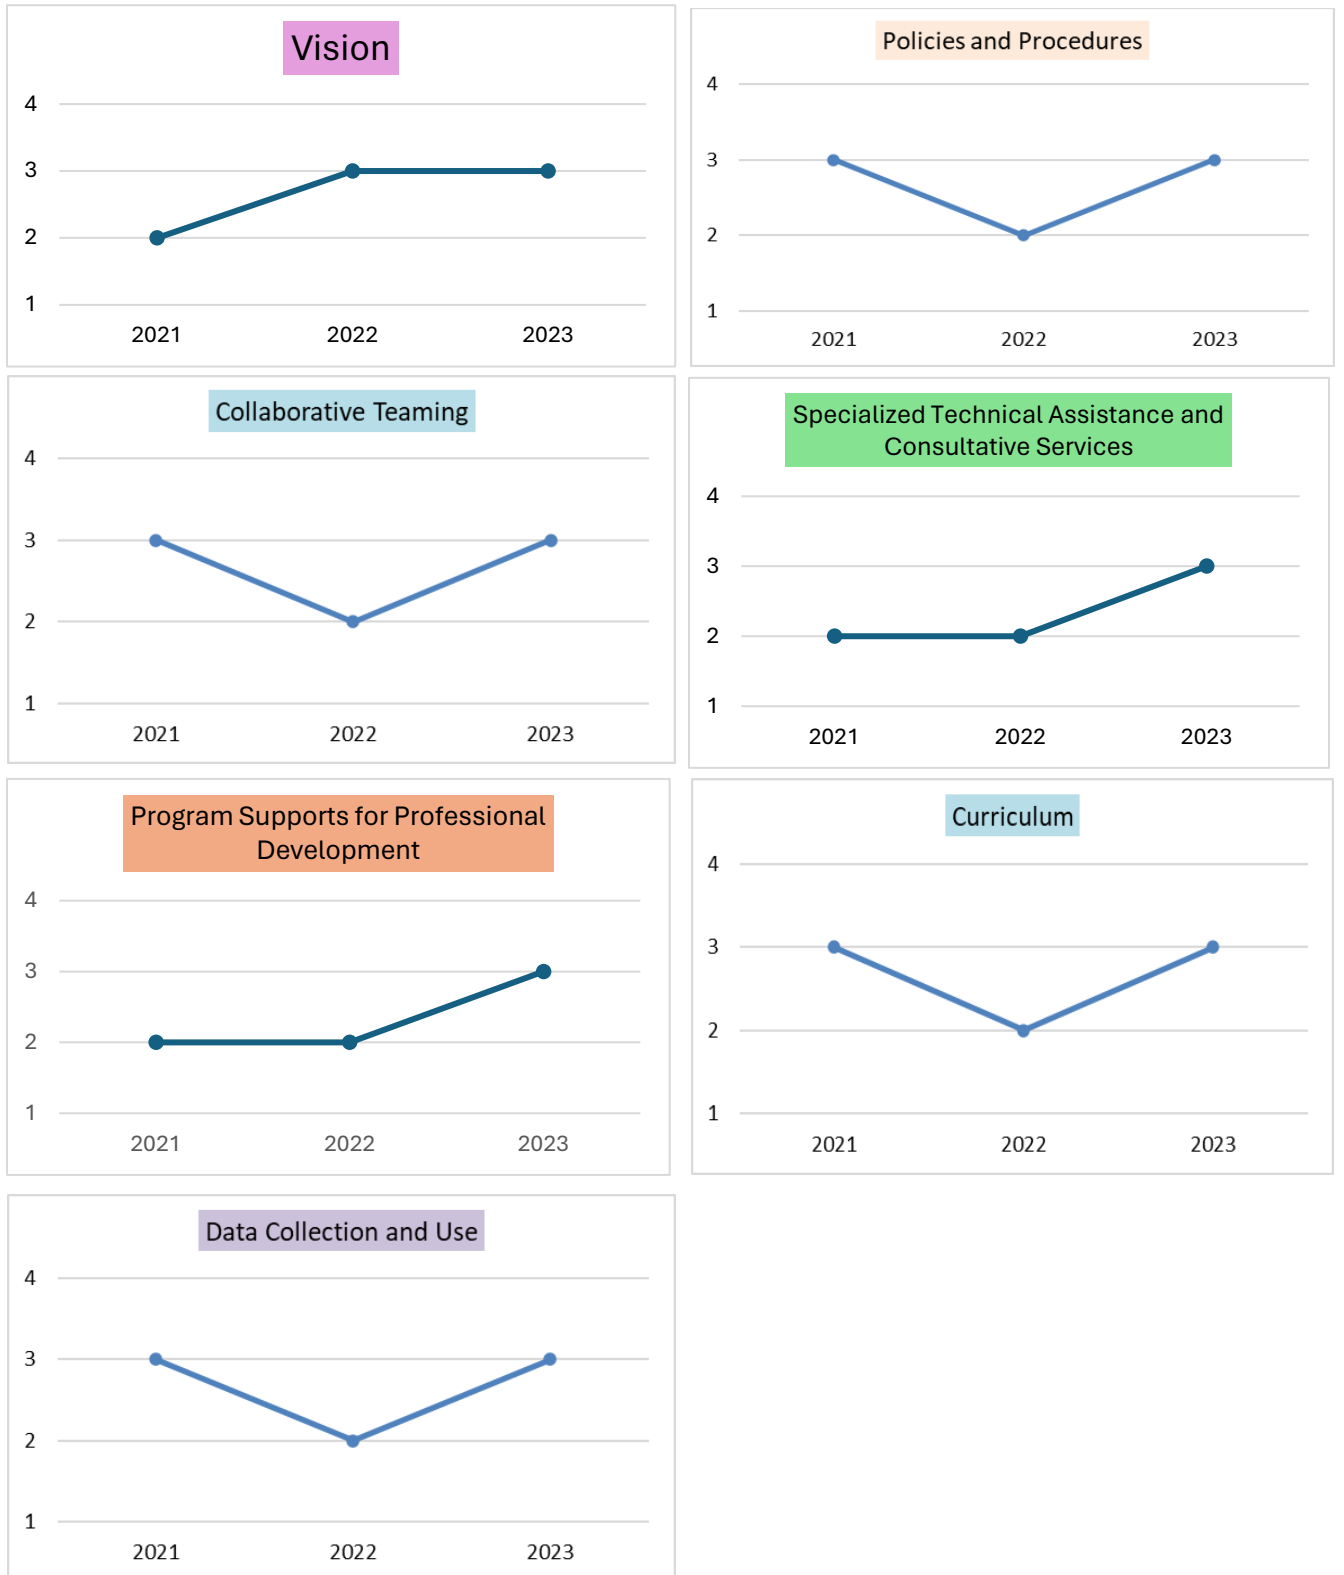 Vision
4
3
2
1
2021 2022 2023
Policies and Procedures
4
3
2
1
2021 2022 2023
Collaborative Teaming
4
3
2
1
2021 2022 2023
Specialized Technical Assistance and
Consultative Services
4
3
2
1
2021 2022 2023
Program Supports for Professional
Development
4
3
2
1
2021 2022 2023
Curriculum
4
3
2
1
2021 2022 2023
Data Collection and Use
4
3
2
1
2021 2022 2023